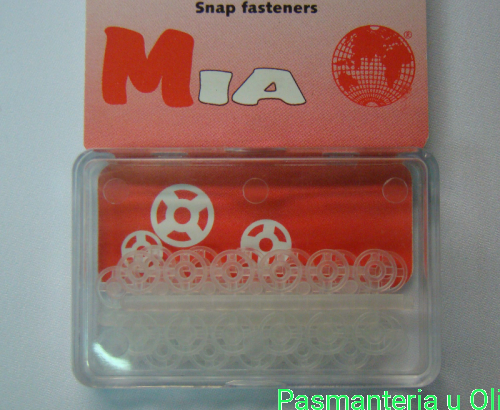 Snap fasteners
MIA
®
Pasmanteria u Oli